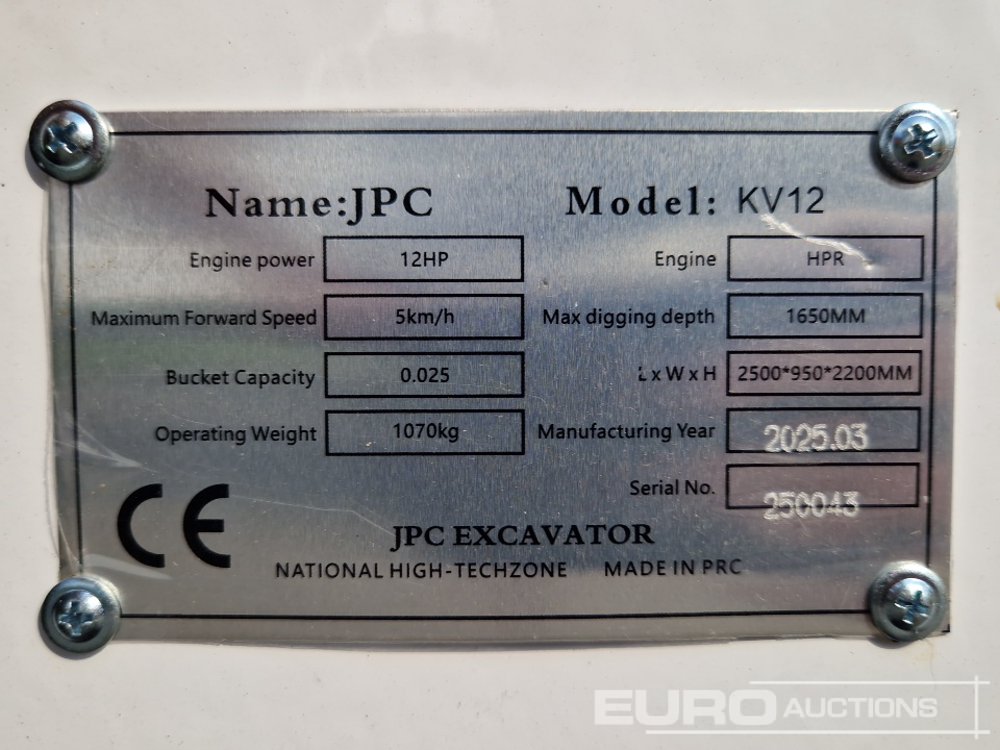 Name:JPC Model: KV12
Engine power 12HP Engine HPR
Maximum Forward Speed 5km/h Max digging depth 1650MM
Bucket Capacity 0.025 L x W x H 2500*950*2200MM
Operating Weight 1070kg Manufacturing Year 2025.03
Serial No. 250043
CE JPC EXCAVATOR
NATIONAL HIGH-TECHZONE MADE IN PRC
EURO AUCTIONS